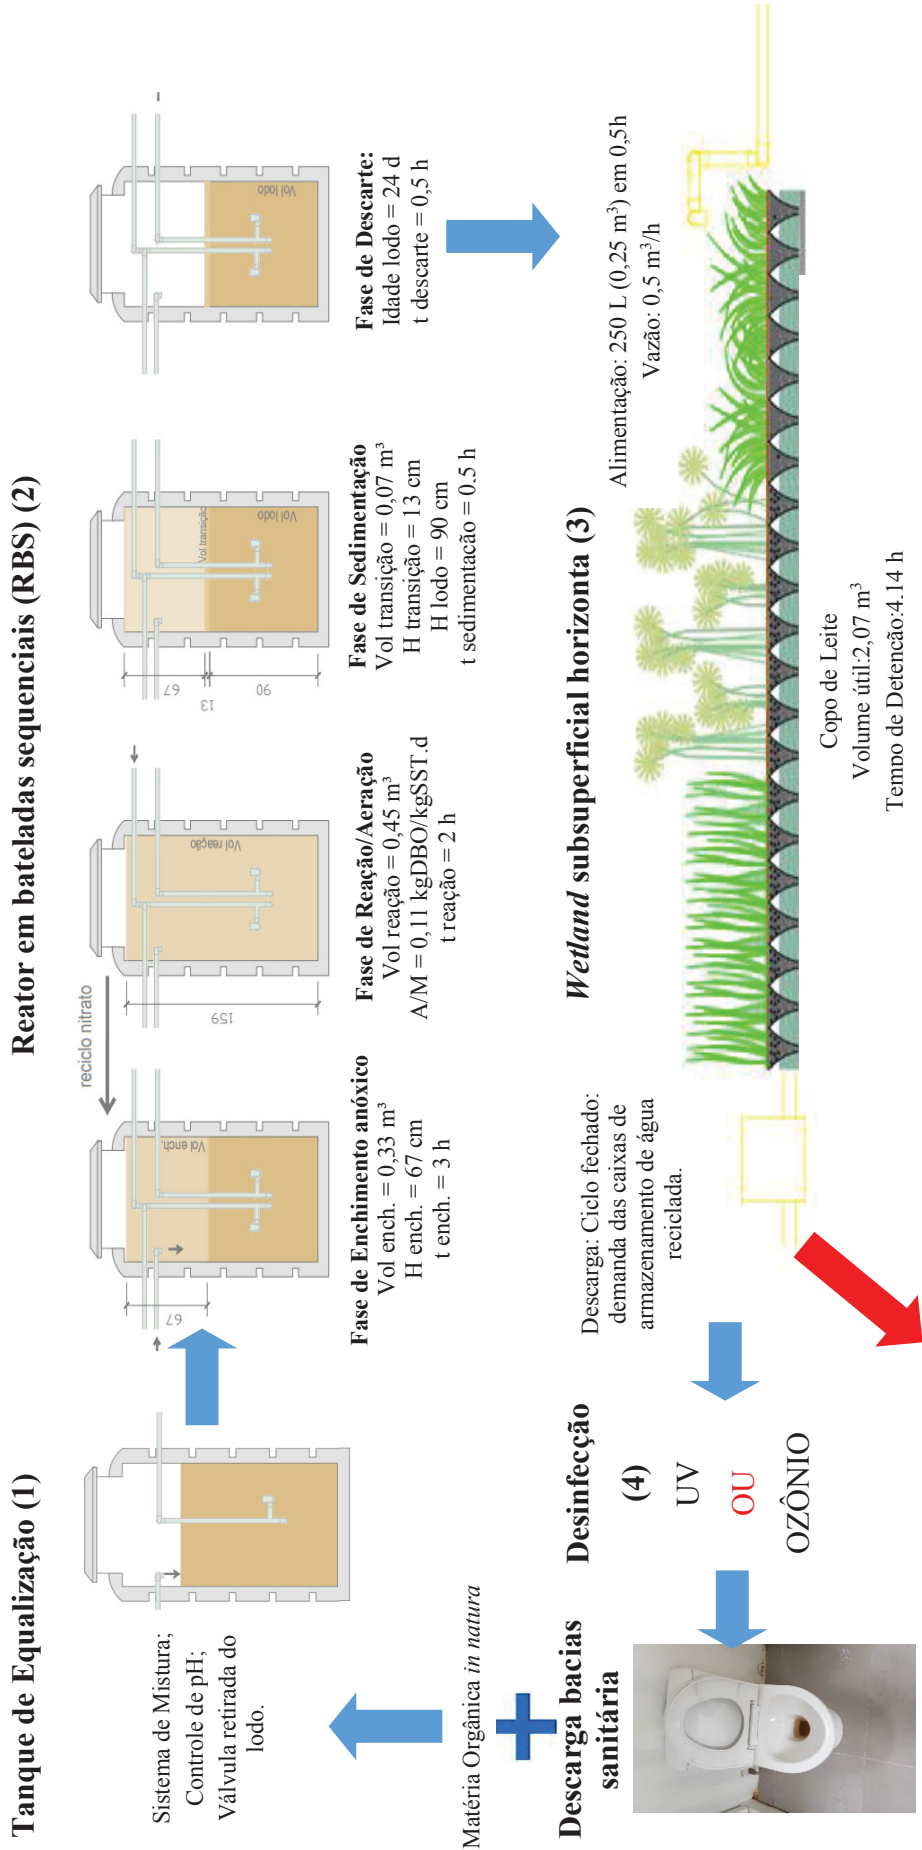 Tanque de Equalização (1)
Sistema de Mistura;
Controle de pH;
Válvula retirada do
lodo.
Matéria Orgânica in natura
Descarga bacias
sanitária
Reator em bateladas sequenciais (RBS) (2)
reciclo nitrato
67
Vol ench.
Fase de Enchimento anóxico
Vol ench. = 0,33 m³
H ench. = 67 cm
t ench. = 3 h
159
Vol reação
Fase de Reação/Aeração
Vol reação = 0,45 m³
A/M = 0,11 kgDBO/kgSST.d
t reação = 2 h
67
13
90
Vol transição
Vol lodo
Fase de Sedimentação
Vol transição = 0,07 m³
H transição = 13 cm
H lodo = 90 cm
t sedimentacão = 0.5 h
Vol lodo
Fase de Descarte:
Idade lodo = 24 d
t descarte = 0,5 h
Wetland subsuperficial horizonta (3)
Alimentação: 250 L (0,25 m³) em 0,5h
Vazão: 0,5 m³/h
Copo de Leite
Volume útil:2,07 m³
Tempo de Detencão:4.14 h
Descarga: Ciclo fechado:
demanda das caixas de
armazenamento de água
reciclada.
Desinfecção
(4)
UV
OU
OZÔNIO